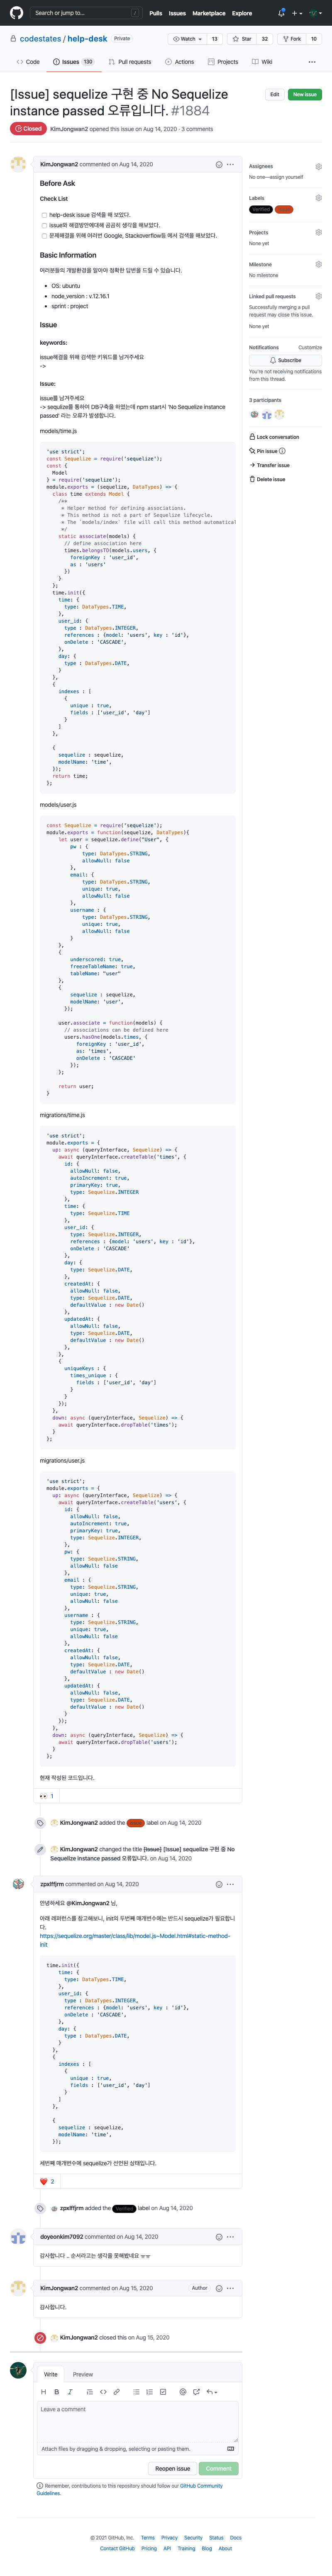 Search or jump to...
/
Pulls Issues Marketplace Explore
codestates / help-desk Private
Watch 13 Star 32 Fork 10
Code Issues 130 Pull requests Actions Projects Wiki
[Issue] sequelize 구현 중 No Sequelize
instance passed 오류입니다. #1884
Edit New issue
Closed KimJongwan2 opened this issue on Aug 14, 2020 · 3 comments
KimJongwan2 commented on Aug 14, 2020
Before Ask
Check List
help-desk issue 검색을 해 보았다.
issue와 해결방안에대해 곰곰히 생각을 해보았다.
문제해결을 위해 마려한 Google, Stackoverflow등 에서 검색을 해보았다.
Basic Information
여러분들의 개발환경을 알아야 정확한 답변을 드릴 수 있습니다.
OS: ubuntu
node_version : v.12.16.1
sprint : project
Issue
keywords:
issue해결을 위해 검색한 키워드를 남겨주세요
->
Issue:
issue를 남겨주세요
-> sequlize를 통하여 DB구축을 하였는데 npm start시 'No Sequelize instance
passed' 라는 오류가 발생합니다.
models/time.js
'use strict';
const Sequelize = require('sequelize');
const {
Model
} = require('sequelize');
module.exports = (sequelize, DataTypes) => {
class time extends Model {
/**
* Helper method for defining associations.
* This method is not a part of Sequelize lifecycle.
* The `models/index` file will call this method automatical
*/
static associate(models) {
// define association here
times.belongsTD(models.users, {
foreignKey : 'user_id',
as : 'users'
})
}
};
time.init({
time: {
type: DataTypes.TIME,
},
user_id: {
type : DataTypes.INTEGER,
references : {model: 'users', key : 'id'},
onDelete : 'CASCADE',
},
day: {
type : DataTypes.DATE,
}
},
{
indexes : [
{
unique : true,
fields : ['user_id', 'day']
}
]
},
{
sequelize : sequelize,
modelName: 'time',
});
return time;
};
models/user.js
const Sequelize = require('sequelize');
module.exports = function(sequelize, DataTypes){
let user = sequelize.define("User", {
pw : {
type: DataTypes.STRING,
allowNull: false
},
email: {
type: DataTypes.STRING,
unique: true,
allowNull: false
},
username : {
type: DataTypes.STRING,
unique: true,
allowNull: false
}
},
{
underscored: true,
freezeTableName: true,
tableName: "user"
},
{
sequelize : sequelize,
modelName: 'user',
});
user.associate = function(models) {
// associations can be defined here
users.hasOne(models.times, {
foreignKey : 'user_id',
as: 'times',
onDelete : 'CASCADE'
});
};
return user;
}
migrations/time.js
'use strict';
module.exports = {
up: async (queryInterface, Sequelize) => {
await queryInterface.createTable('times', {
id: {
allowNull: false,
autoIncrement: true,
primaryKey: true,
type: Sequelize.INTEGER
},
time: {
type: Sequelize.TIME
},
user_id: {
type: Sequelize.INTEGER,
references : {model: 'users', key : 'id'},
onDelete : 'CASCADE'
},
day: {
type: Sequelize.DATE,
},
createdAt: {
allowNull: false,
type: Sequelize.DATE,
defaultValue : new Date()
},
updatedAt: {
allowNull: false,
type: Sequelize.DATE,
defaultValue : new Date()
}
},
{
uniqueKeys : {
times_unique : {
fields : ['user_id', 'day']
}
}
});
},
down: async (queryInterface, Sequelize) => {
await queryInterface.dropTable('times');
}
};
migrations/user.js
'use strict';
module.exports = {
up: async (queryInterface, Sequelize) => {
await queryInterface.createTable('users', {
id: {
allowNull: false,
autoIncrement: true,
primaryKey: true,
type: Sequelize.INTEGER,
},
pw: {
type: Sequelize.STRING,
allowNull: false
},
email : {
type: Sequelize.STRING,
unique: true,
allowNull: false
},
username : {
type: Sequelize.STRING,
unique: true,
allowNull: false
},
createdAt: {
allowNull: false,
type: Sequelize.DATE,
defaultValue : new Date()
},
updatedAt: {
allowNull: false,
type: Sequelize.DATE,
defaultValue : new Date()
}
});
},
down: async (queryInterface, Sequelize) => {
await queryInterface.dropTable('users');
}
};
현재 작성된 코드입니다.
1
KimJongwan2 added the label on Aug 14, 2020
KimJongwan2 changed the title [Issue] [Issue] sequelize 구현 중 No
Sequelize instance passed 오류입니다. on Aug 14, 2020
zpxlffjrm commented on Aug 14, 2020
안녕하세요 @KimJongwan2 님,
아래 레퍼런스를 참고해보니, init의 두번째 매개변수에는 반드시 sequelize가 필요합니
다.
https://sequelize.org/master/class/lib/model.js~Model.html#static-method-
init
time.init({
time: {
type: DataTypes.TIME,
},
user_id: {
type : DataTypes.INTEGER,
references : {model: 'users', key : 'id'},
onDelete : 'CASCADE',
},
day: {
type : DataTypes.DATE,
}
},
{
indexes : [
{
unique : true,
fields : ['user_id', 'day']
}
]
},
{
sequelize : sequelize,
modelName: 'time',
});
세번째 매개변수에 sequelize가 선언된 상태입니다.
2
zpxlffjrm added the Verified label on Aug 14, 2020
doyeonkim7092 commented on Aug 14, 2020
감사합니다 .. 순서라고는 생각을 못해봤네요 ㅠㅠ
KimJongwan2 commented on Aug 15, 2020 Author
감사합니다.
KimJongwan2 closed this on Aug 15, 2020
Write Preview
Leave a comment
Attach files by dragging & dropping, selecting or pasting them.
Reopen issue Comment
Remember, contributions to this repository should follow our GitHub Community
Guidelines.
Assignees
No one—assign yourself
Labels
Verified
Projects
None yet
Milestone
No milestone
Linked pull requests
Successfully merging a pull
request may close this issue.
None yet
Notifications Customize
Subscribe
You're not receiving notifications
from this thread.
3 participants
Lock conversation
Pin issue
Transfer issue
Delete issue
© 2021 GitHub, Inc. Terms Privacy Security Status Docs
Contact GitHub Pricing API Training Blog About